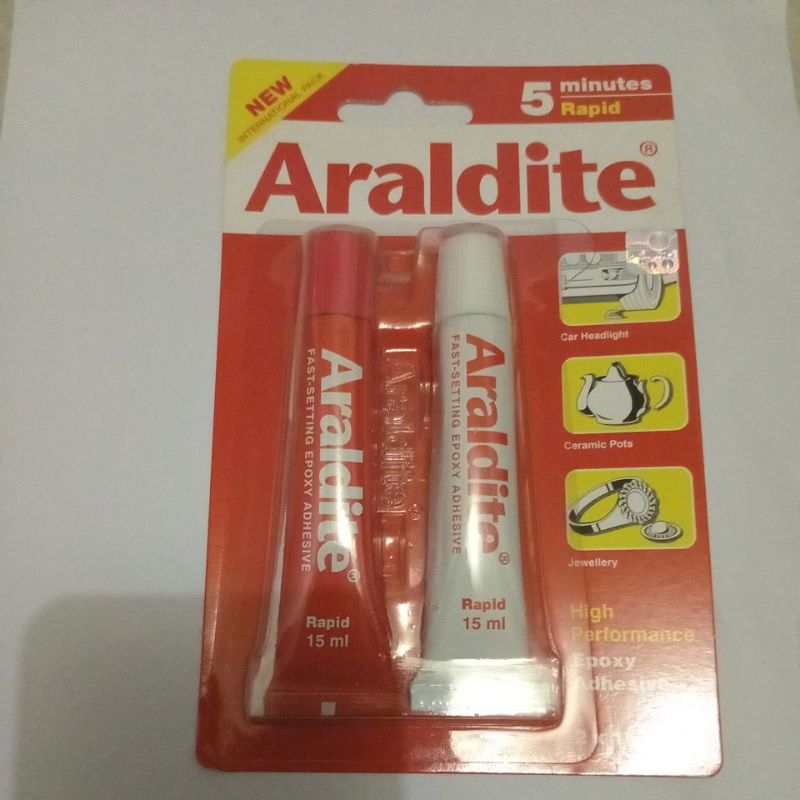 NEW
INTERNATIONAL PACK
5 minutes
Rapid
Araldite®
Araldite®
FAST-SETTING EPOXY ADHESIVE
Rapid
15 ml
Araldite®
Araldite®
FAST-SETTING EPOXY ADHESIVE
Rapid
15 ml
Car Headlight
Ceramic Pots
Jewellery
High
Performance
Epoxy
Adhesive